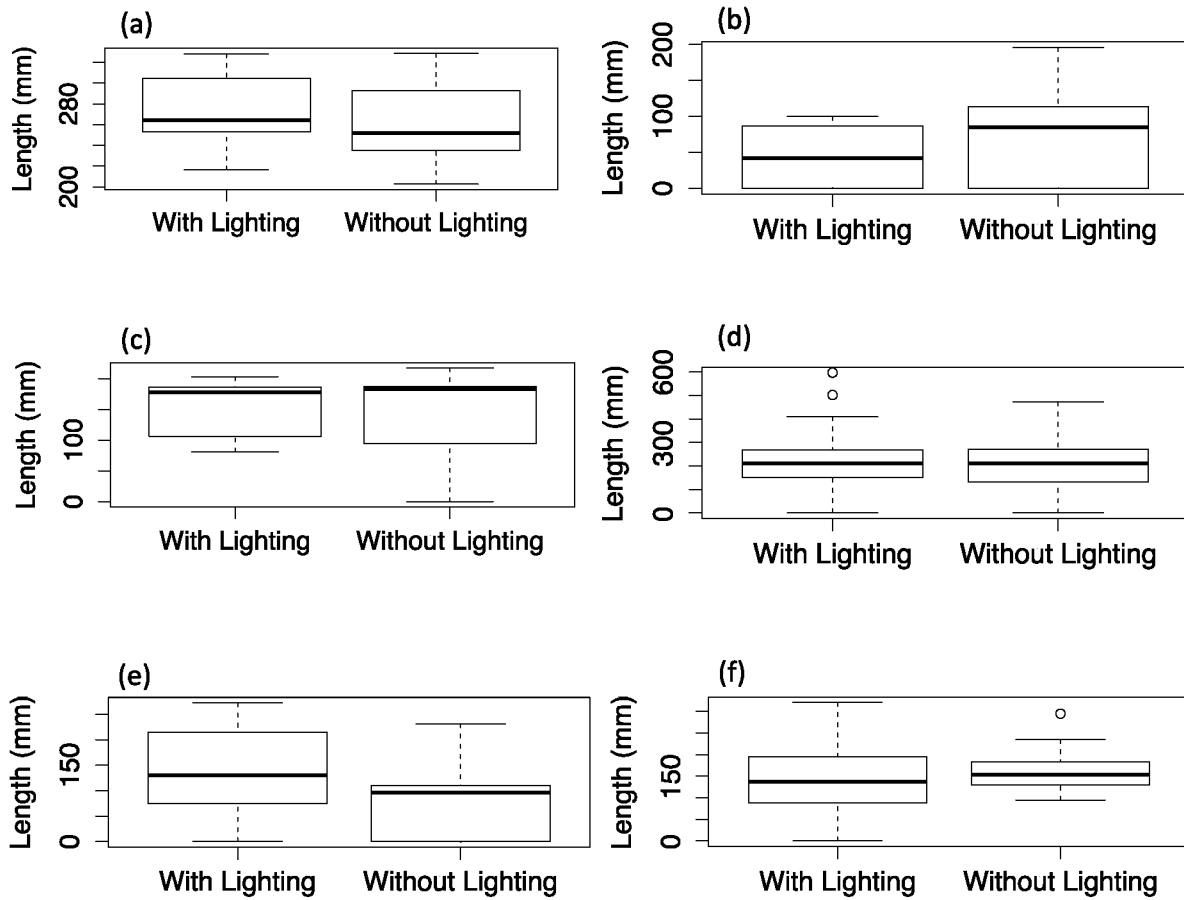 (a)
Length (mm)
280
200
With Lighting
Without Lighting
(b)
Length (mm)
200
100
0
With Lighting
Without Lighting
(c)
Length (mm)
100
0
With Lighting
Without Lighting
(d)
Length (mm)
600
300
0
With Lighting
Without Lighting
(e)
Length (mm)
150
0
With Lighting
Without Lighting
(f)
Length (mm)
150
0
With Lighting
Without Lighting